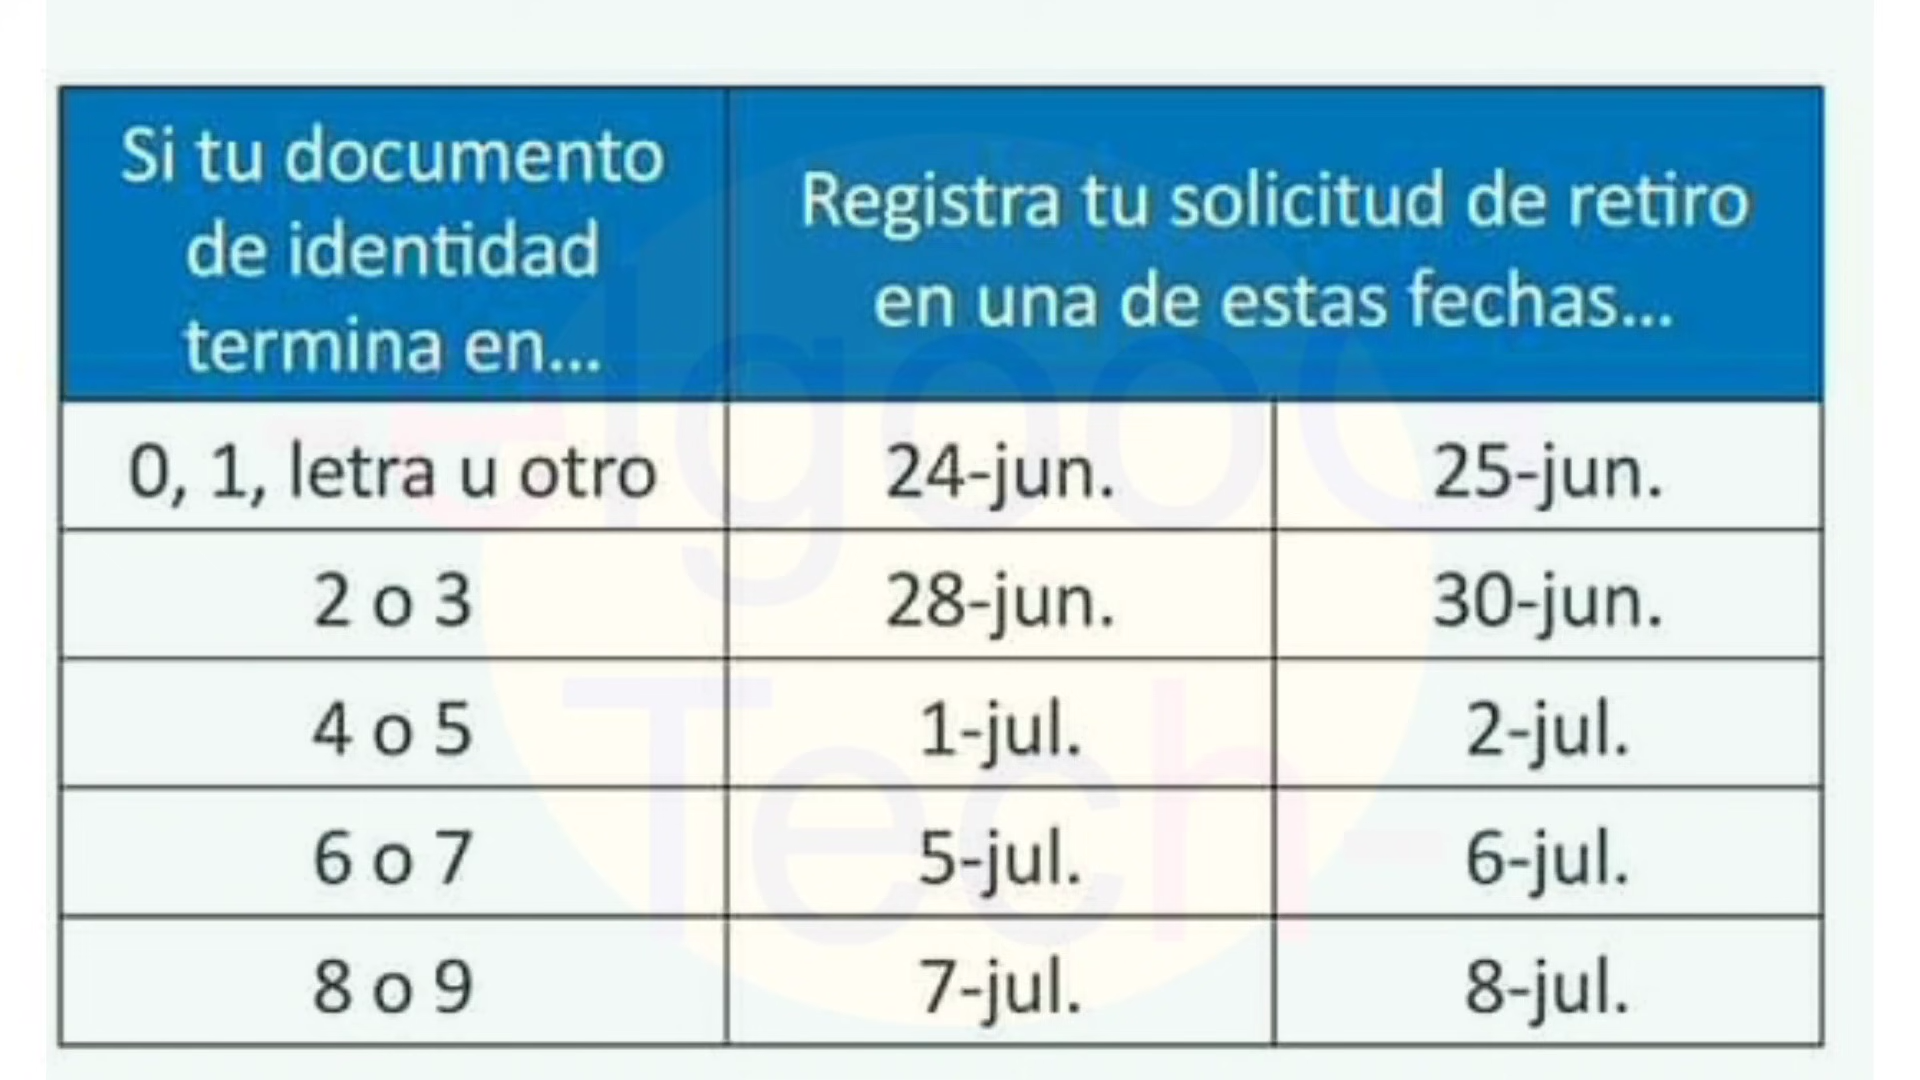 Si tu documento
de identidad
termina en...
Registra tu solicitud de retiro
en una de estas fechas...
0, 1, letra u otro 24-jun. 25-jun.
2 o 3 28-jun. 30-jun.
4 o 5 1-jul. 2-jul.
6 o 7 5-jul. 6-jul.
8 o 9 7-jul. 8-jul.
Tech